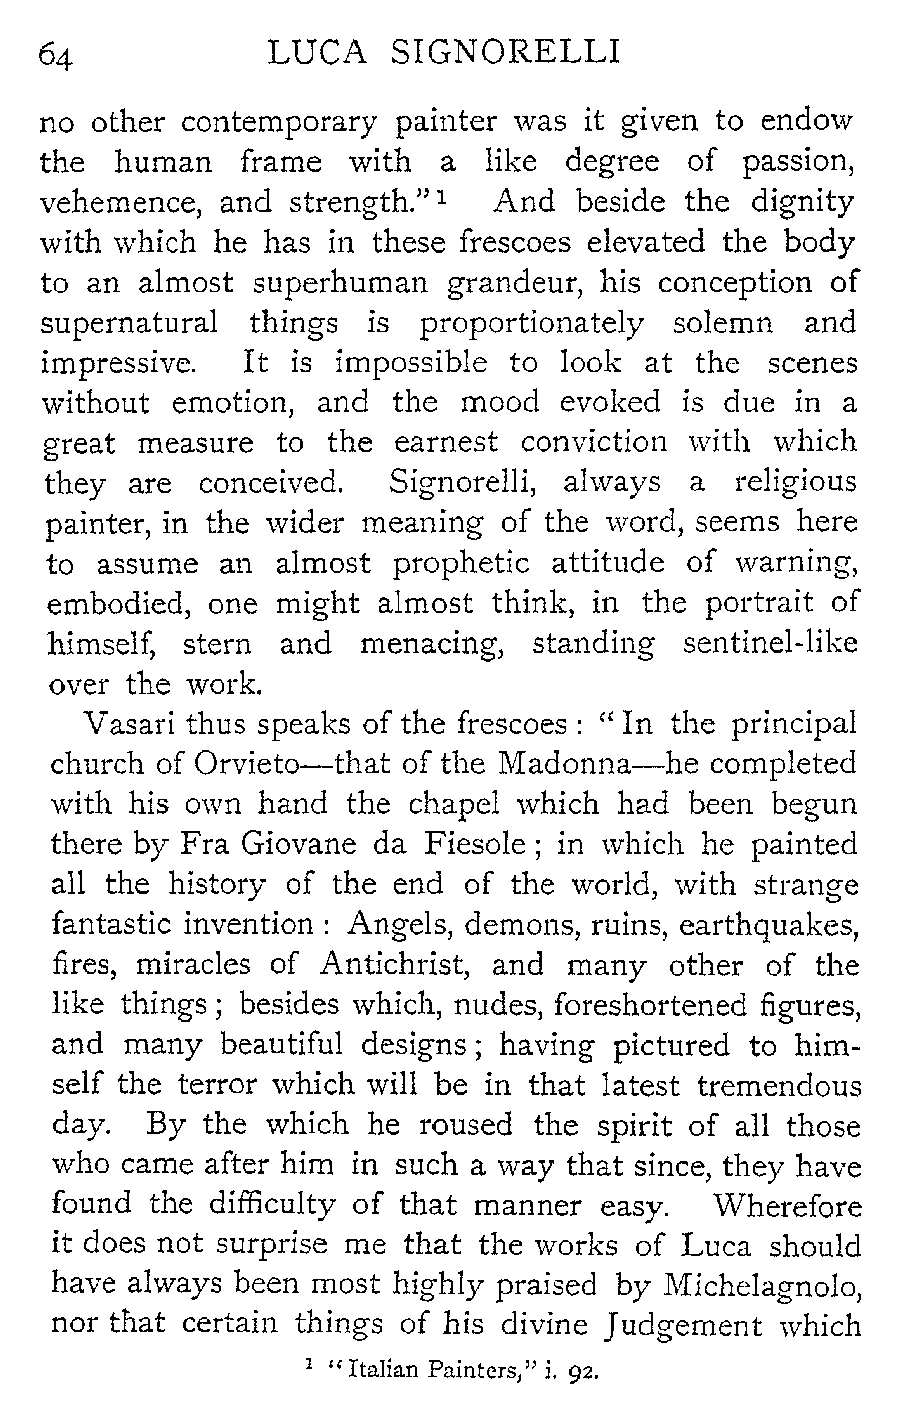 64 LUCA SIGNORELLI
no other contemporary painter was it given to endow
the human frame with a like degree of passion,
vehemence, and strength." 1 And beside the dignity
with which he has in these frescoes elevated the body
to an almost superhuman grandeur, his conception of
supernatural things is proportionately solemn and
impressive. It is impossible to look at the scenes
without emotion, and the mood evoked is due in a
great measure to the earnest conviction with which
they are conceived. Signorelli, always a religious
painter, in the wider meaning of the word, seems here
to assume an almost prophetic attitude of warning,
embodied, one might almost think, in the portrait of
himself, stern and menacing, standing sentinel-like
over the work.
Vasari thus speaks of the frescoes : "In the principal
church of Orvieto—that of the Madonna—he completed
with his own hand the chapel which had been begun
there by Fra Giovane da Fiesole ; in which he painted
all the history of the end of the world, with strange
fantastic invention : Angels, demons, ruins, earthquakes,
fires, miracles of Antichrist, and many other of the
like things ; besides which, nudes, foreshortened figures,
and many beautiful designs ; having pictured to him-
self the terror which will be in that latest tremendous
day. By the which he roused the spirit of all those
who came after him in such a way that since, they have
found the difficulty of that manner easy. Wherefore
it does not surprise me that the works of Luca should
have always been most highly praised by Michelagnolo,
nor that certain things of his divine Judgement which
1 "Italian Painters," i. 92.